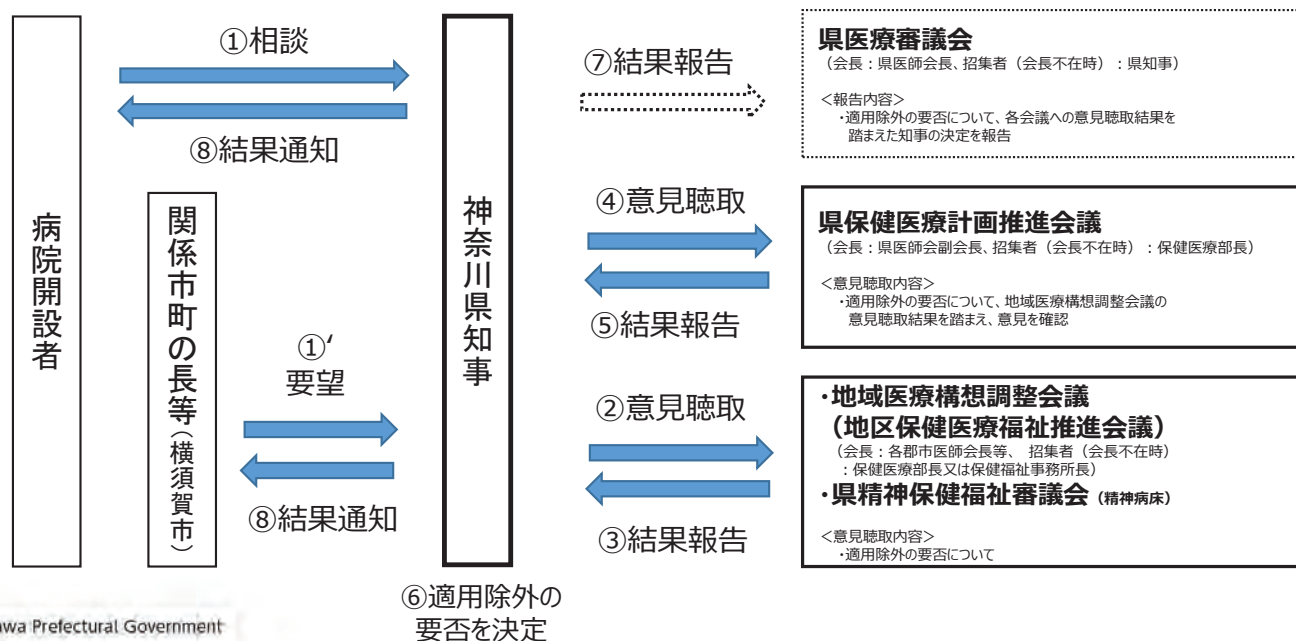 ①相談
⑧結果通知
病院開設者
関係市町の長等（横須賀市）
①‘
要望
⑧結果通知
神奈川県知事
⑥適用除外の
要否を決定
⑦結果報告
県医療審議会
（会長：県医師会長、招集者（会長不在時）：県知事）
＜報告内容＞
・適用除外の要否について、各会議への意見聴取結果を
踏まえた知事の決定を報告
④意見聴取
⑤結果報告
県保健医療計画推進会議
（会長：県医師会副会長、招集者（会長不在時）：保健医療部長）
＜意見聴取内容＞
・適用除外の要否について、地域医療構想調整会議の
意見聴取結果を踏まえ、意見を確認
②意見聴取
③結果報告
・地域医療構想調整会議
（地区保健医療福祉推進会議）
（会長：各郡市医師会長等、 招集者（会長不在時）
：保健医療部長又は保健福祉事務所長）
・県精神保健福祉審議会（精神病床）
＜意見聴取内容＞
・適用除外の要否について
awa Prefectural Government